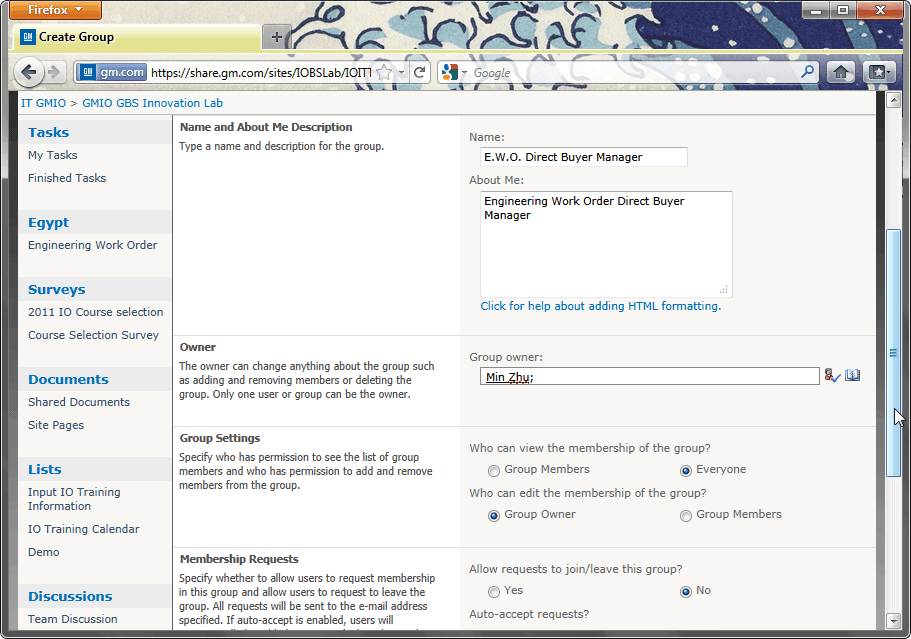 Firefox
Create Group
gm.com https://share.gm.com/sites/IOBSLab/IOIT
Google
IT GMIO > GMIO GBS Innovation Lab
Tasks
My Tasks
Finished Tasks
Egypt
Engineering Work Order
Surveys
2011 IO Course selection
Course Selection Survey
Documents
Shared Documents
Site Pages
Lists
Input IO Training
Information
IO Training Calendar
Demo
Discussions
Team Discussion
Name and About Me Description
Type a name and description for the group.
Name:
E.W.O. Direct Buyer Manager
About Me:
Engineering Work Order Direct Buyer
Manager
Click for help about adding HTML formatting.
Owner
The owner can change anything about the group such
as adding and removing members or deleting the
group. Only one user or group can be the owner.
Group owner:
Min Zhu;
Group Settings
Specify who has permission to see the list of group
members and who has permission to add and remove
members from the group.
Who can view the membership of the group?
Group Members
Everyone
Who can edit the membership of the group?
Group Owner
Group Members
Membership Requests
Specify whether to allow users to request membership
in this group and allow users to request to leave the
group. All requests will be sent to the e-mail address
specified. If auto-accept is enabled, users will
Allow requests to join/leave this group?
Yes
No
Auto-accept requests?